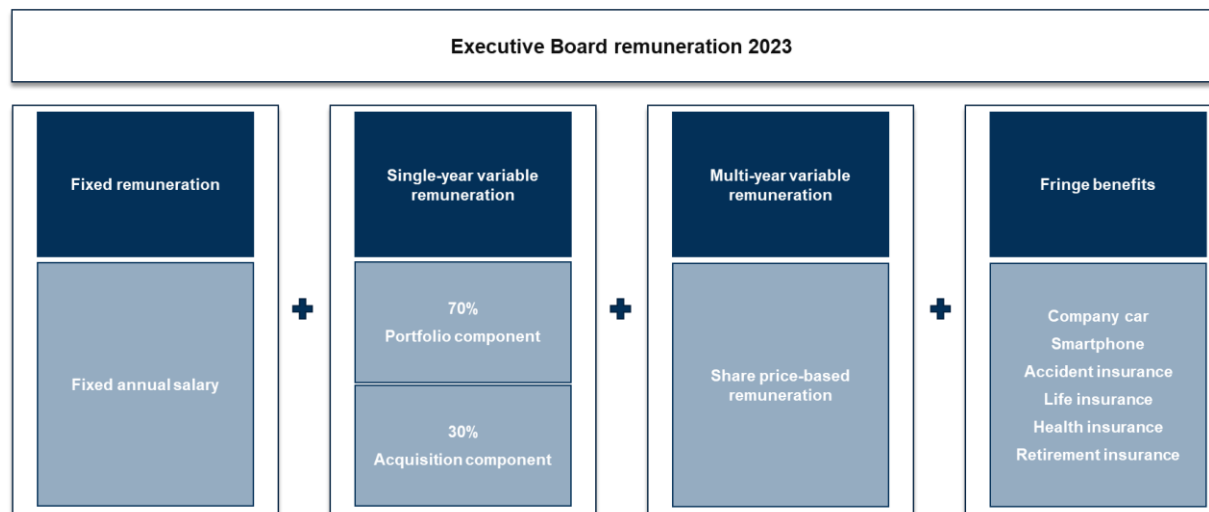 Executive Board remuneration 2023
Fixed remuneration
Fixed annual salary
Single-year variable
remuneration
70%
Portfolio component
30%
Acquisition component
Multi-year variable
remuneration
Share price-based
remuneration
Fringe benefits
Company car
Smartphone
Accident insurance
Life insurance
Health insurance
Retirement insurance